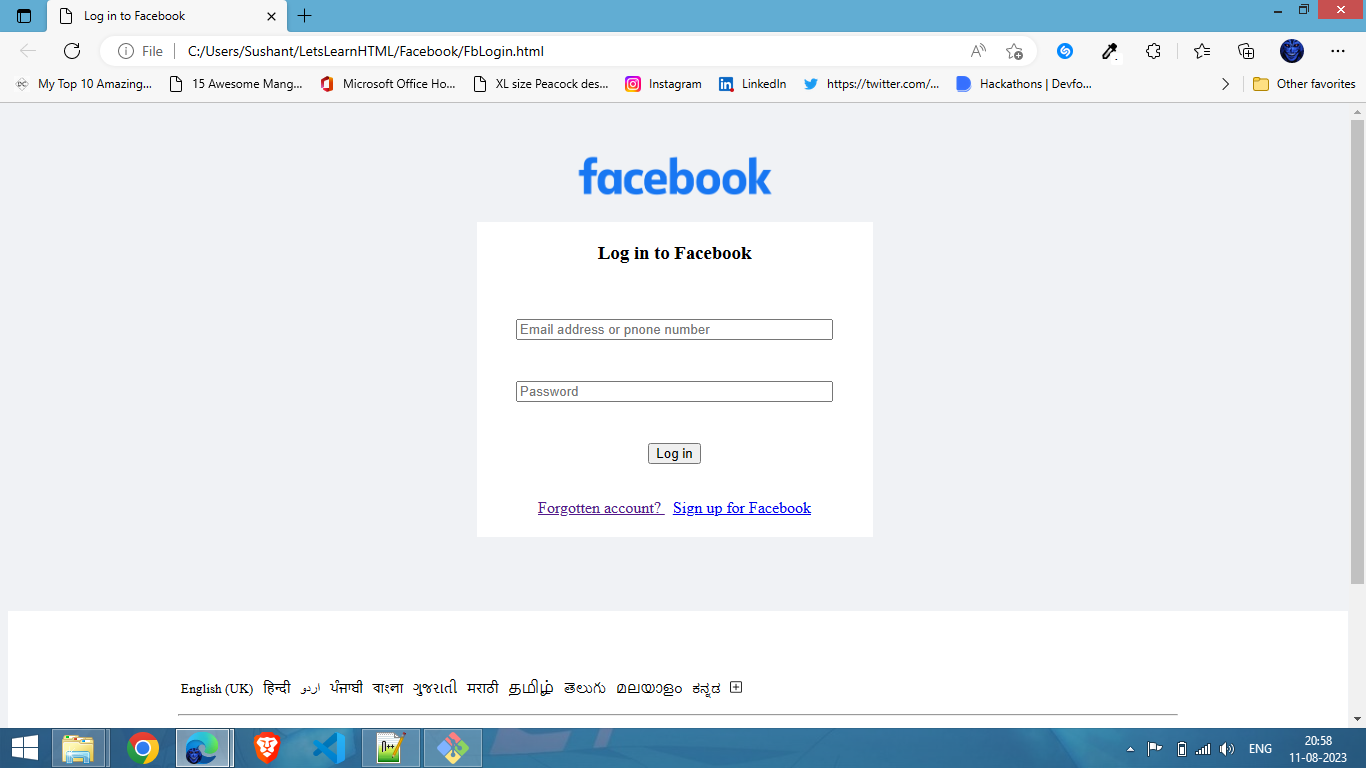 Log in to Facebook
File C:/Users/Sushant/LetsLearnHTML/Facebook/FbLogin.html
My Top 10 Amazing... 15 Awesome Mang... Microsoft Office Ho... XL size Peacock des... Instagram LinkedIn https://twitter.com/... Hackathons | Devfo... Other favorites
facebook
Log in to Facebook
Email address or pnone number
Password
Log in
Forgotten account? Sign up for Facebook
English (UK) हिन्दी اردو ਪੰਜਾਬੀ বাংলা ગુજરાતી मराठी தமிழ் తెలుగు മലയാളം ಕನ್ನಡ
ENG
20:58
11-08-2023